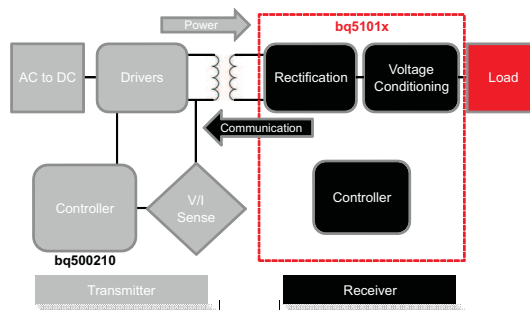 Power
bq5101x
AC to DC
Drivers
Rectification
Voltage
Conditioning
Load
Communication
Controller
V/I
Sense
Controller
bq500210
Transmitter
Receiver